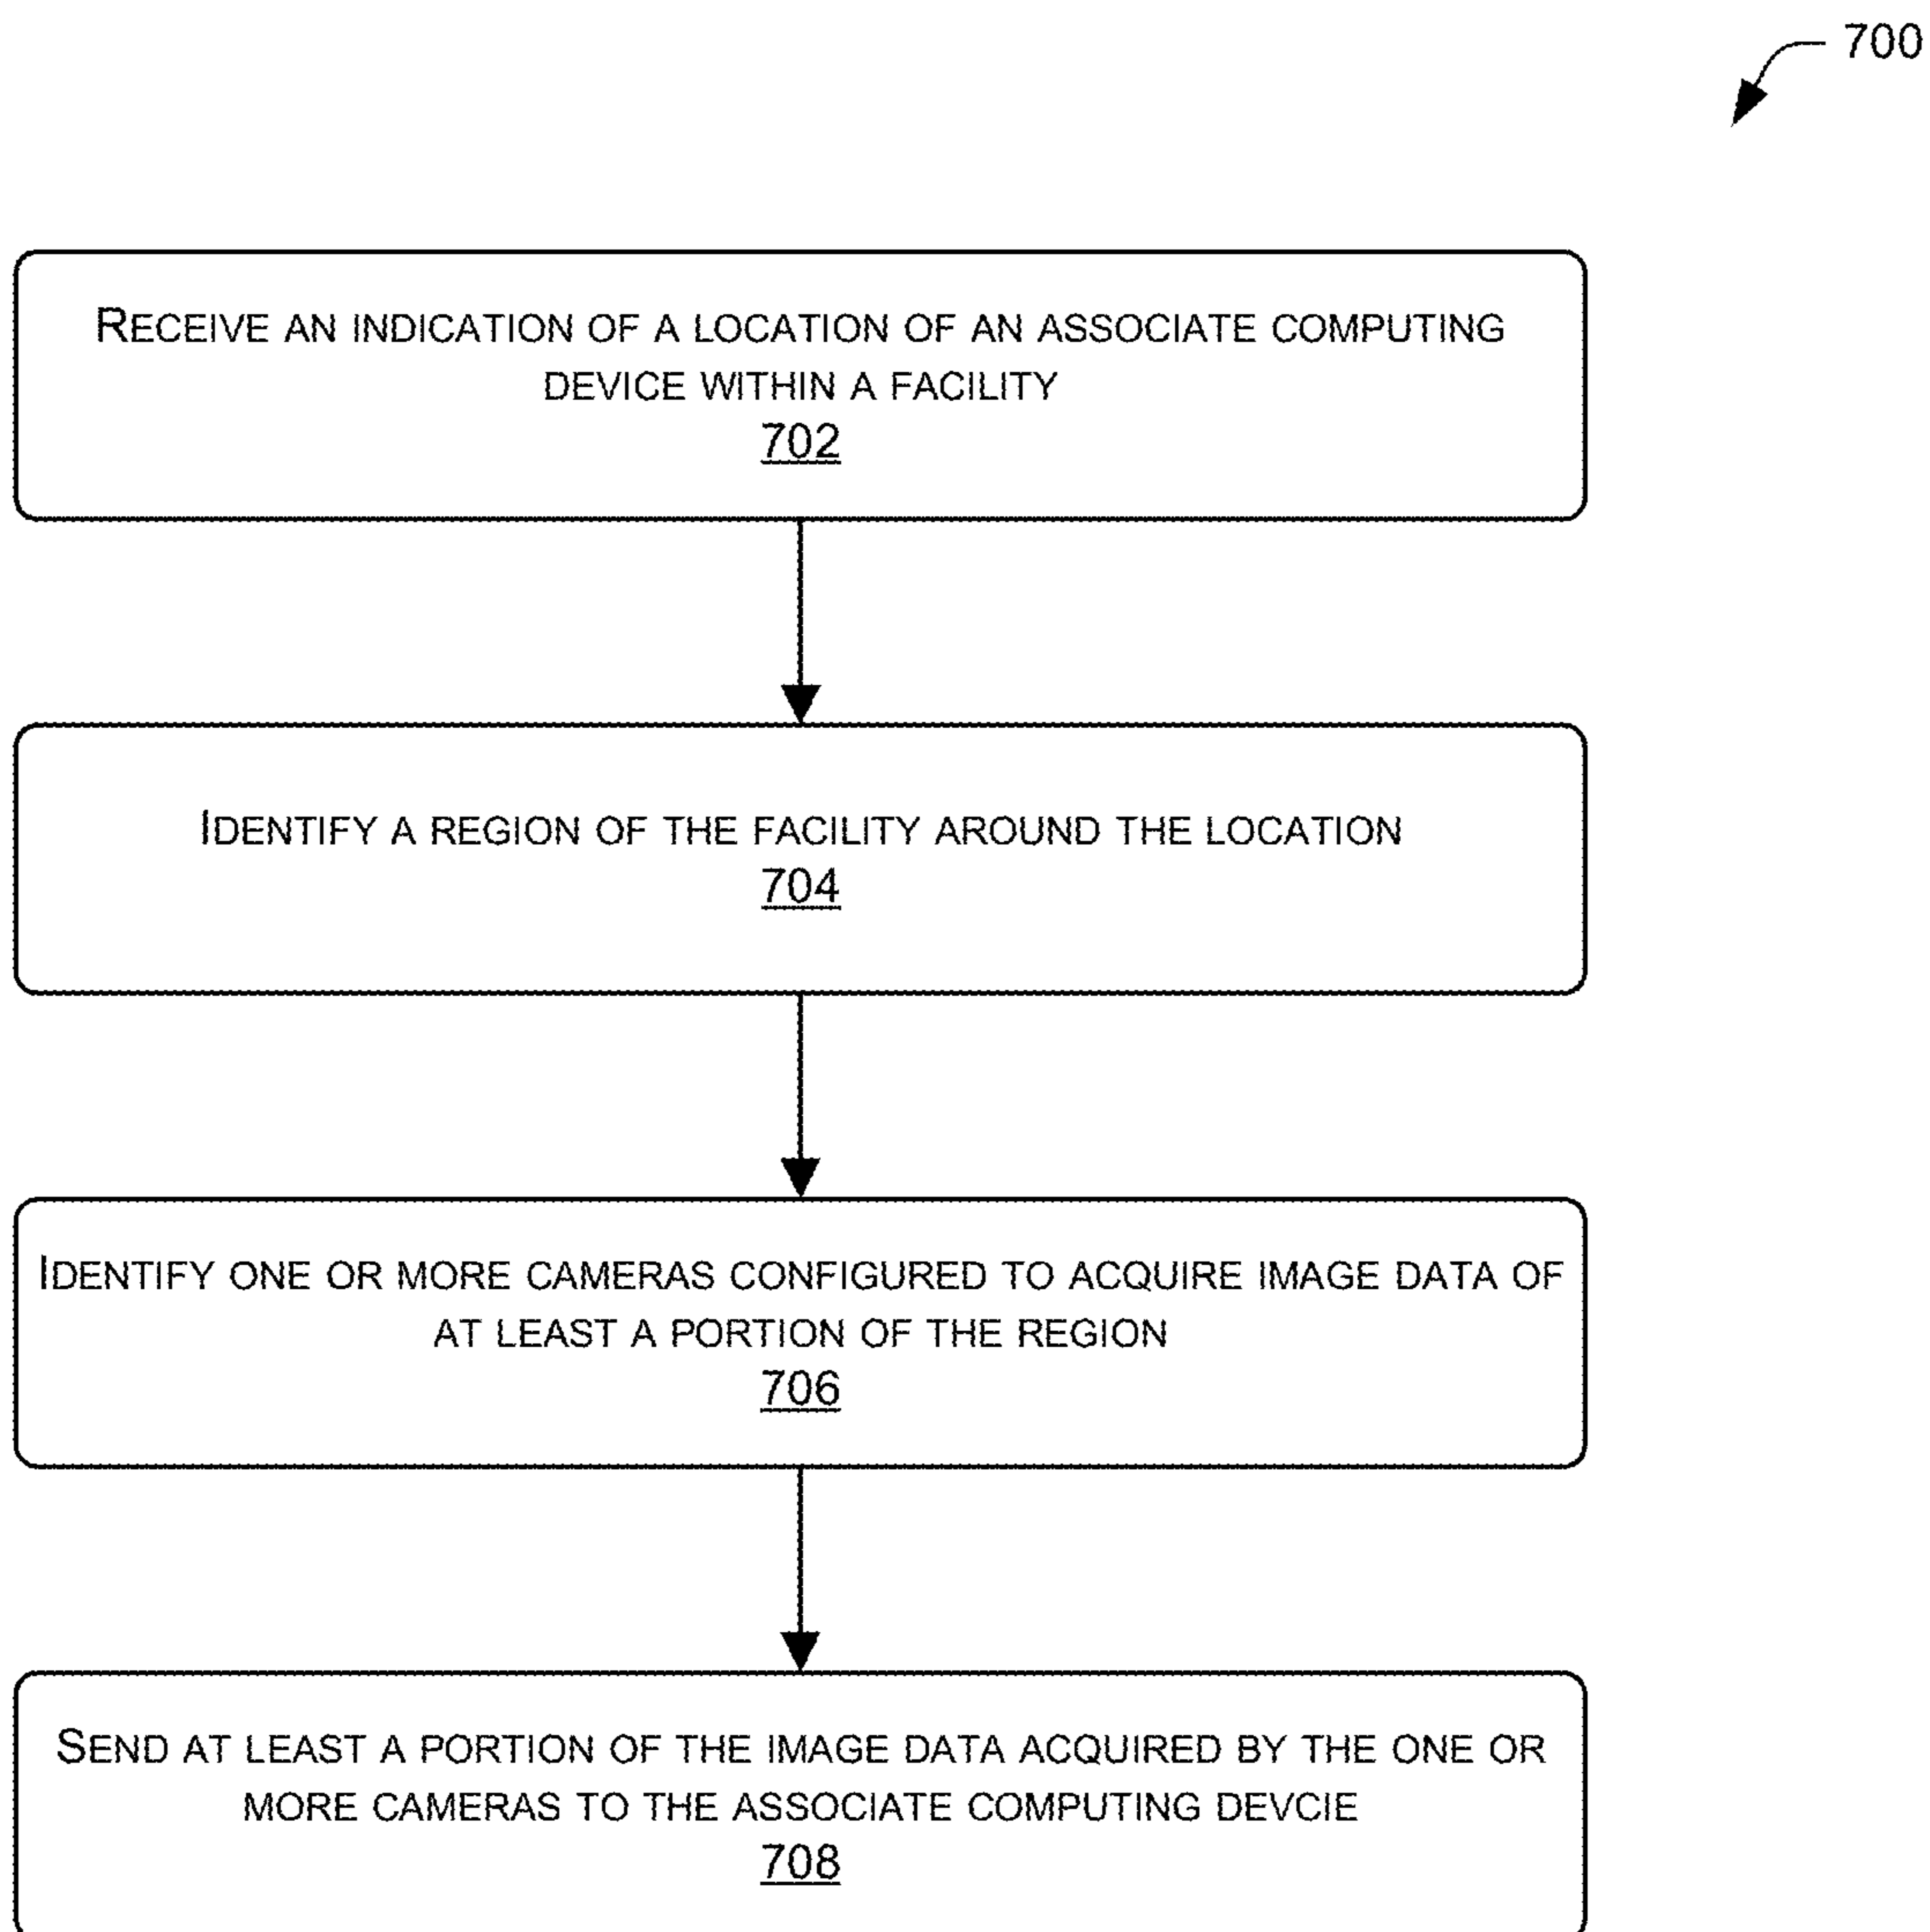 700
RECEIVE AN INDICATION OF A LOCATION OF AN ASSOCIATE COMPUTING
DEVICE WITHIN A FACILITY
702
IDENTIFY A REGION OF THE FACILITY AROUND THE LOCATION
704
IDENTIFY ONE OR MORE CAMERAS CONFIGURED TO ACQUIRE IMAGE DATA OF
AT LEAST A PORTION OF THE REGION
706
SEND AT LEAST A PORTION OF THE IMAGE DATA ACQUIRED BY THE ONE OR
MORE CAMERAS TO THE ASSOCIATE COMPUTING DEVCIE
708